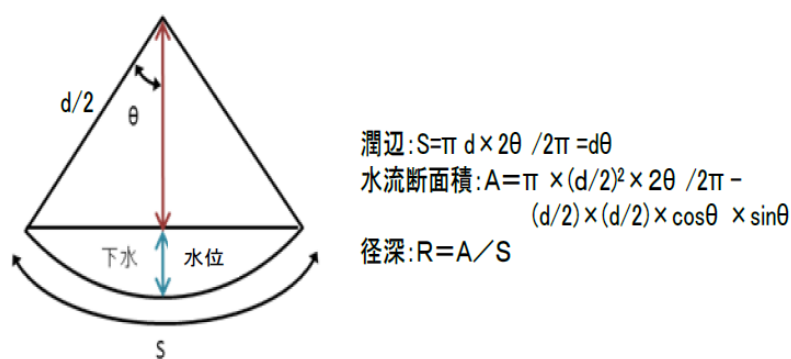 d/2
θ
下水
水位
S
潤辺:S=π d×2θ /2π =dθ
水流断面積:A=π ×(d/2)²×2θ /2π−
(d/2)×(d/2)×cosθ ×sinθ
径深:R=A/S